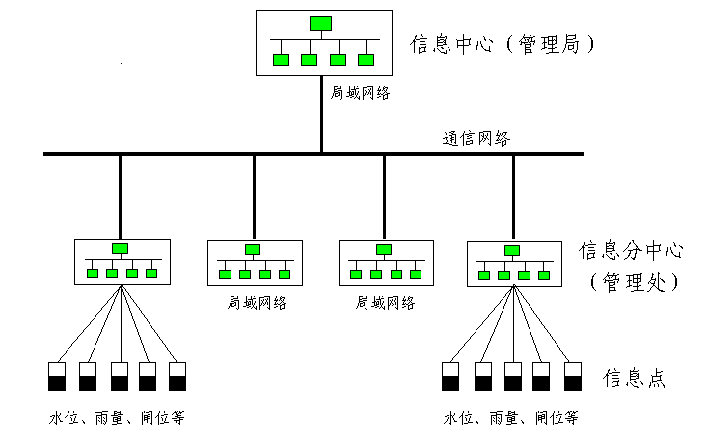 信息中心（管理局）
局域网络
通信网络
信息分中心
（管理处）
局域网络
局域网络
信息点
水位、雨量、闸位等
水位、雨量、闸位等